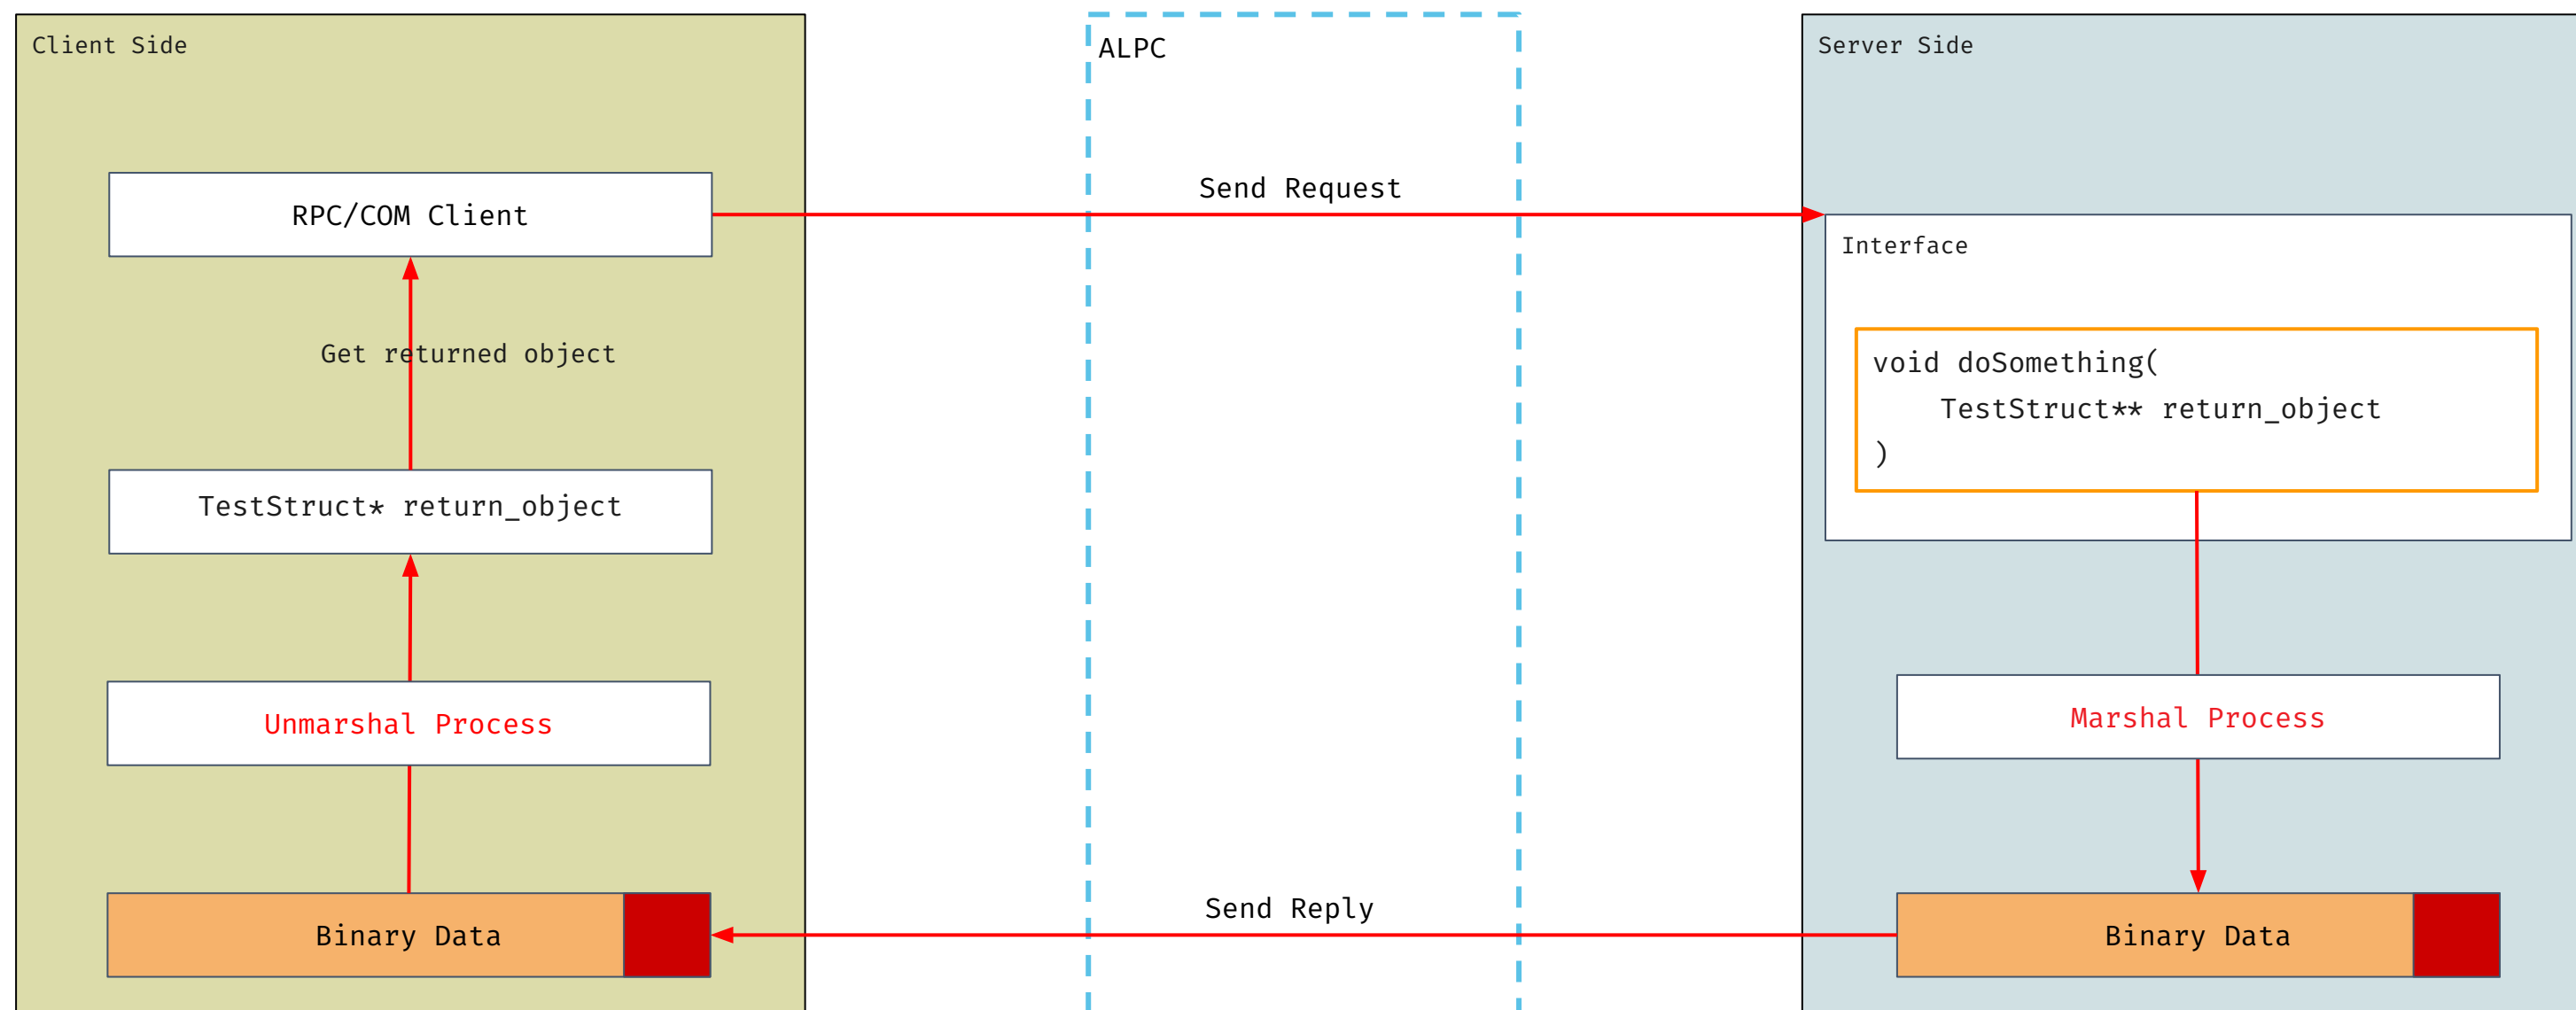 Client Side
ALPC
Server Side
RPC/COM Client
Send Request
Interface
Get returned object
void doSomething(
TestStruct** return_object
)
TestStruct* return_object
Unmarshal Process
Marshal Process
Binary Data
Send Reply
Binary Data